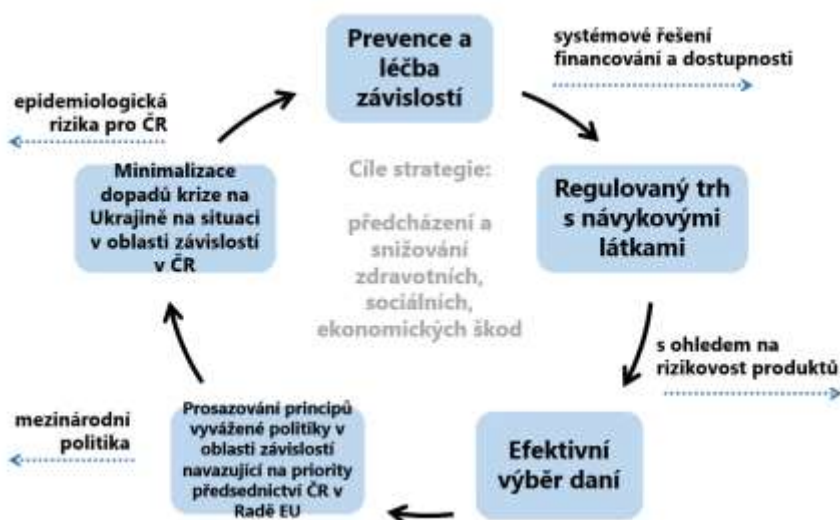 Prevence a
léčba
závislostí
systémové řešení
financování a dostupnosti
epidemiologická
rizika pro ČR
Minimalizace
dopadů krize na
Ukrajině na situaci
v oblasti závislostí
v ČR
Cíle strategie:
předcházení a
snižování
zdravotních,
sociálních,
ekonomických škod
Regulovaný trh
s návykovými
látkami
s ohledem na
rizikovost produktů
mezinárodní
politika
Prosazování principů
vyvážené politiky v
oblasti závislostí
navazující na priority
předsednictví ČR v
Radě EU
Efektivní
výběr daní